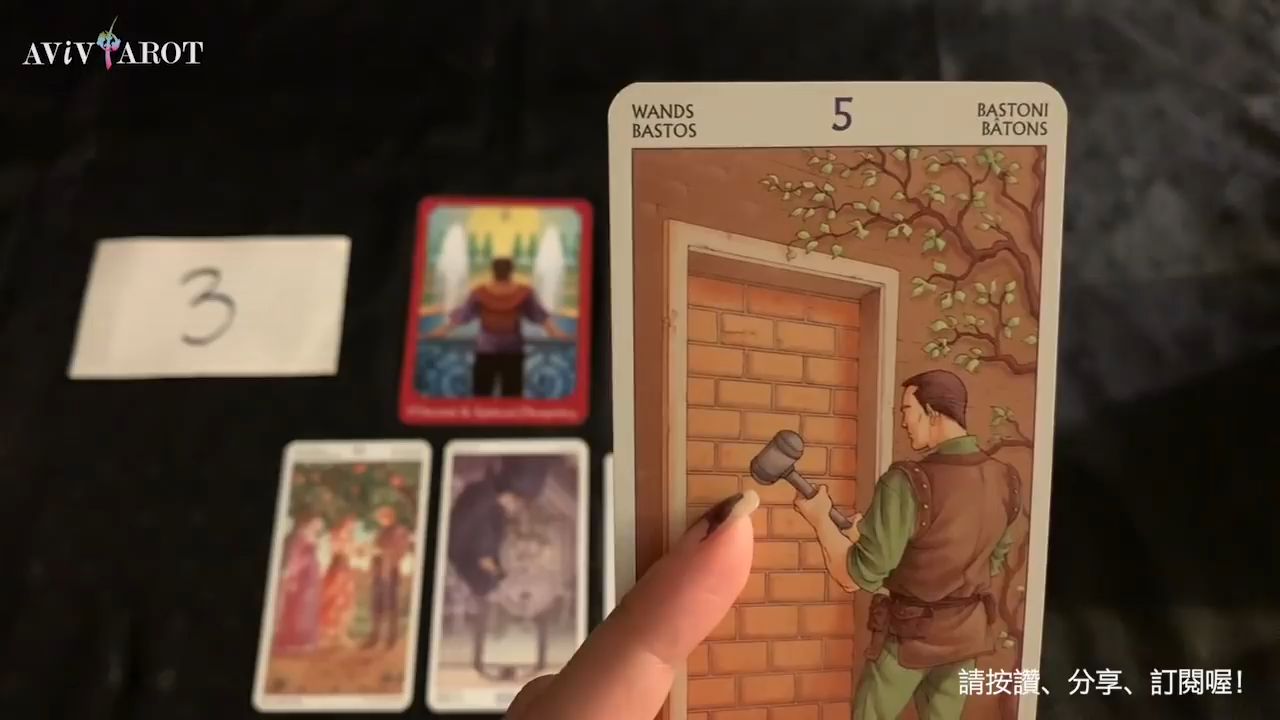 AViVTAROT
WANDS
BASTOS
5
BASTONI
BÂTONS
3
請按讚、分享、訂閱喔!